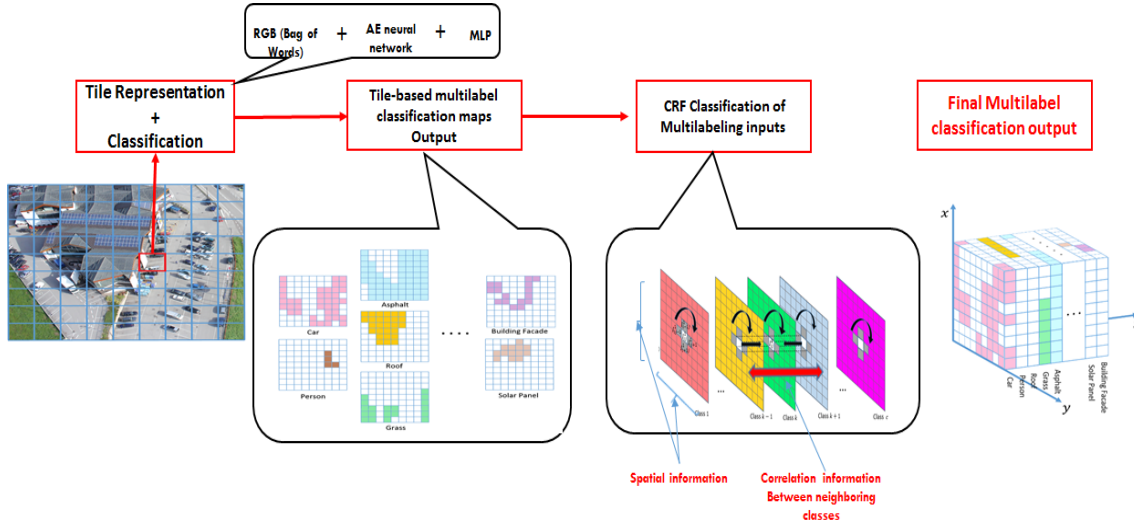 RGB (Bag of
Words)
+
AE neural
network
+
MLP
Tile Representation
+
Classification
Tile-based multilabel
classification maps
Output
CRF Classification of
Multilabeling inputs
Final Multilabel
classification output
Car
Asphalt
Building Facade
Person
Roof
Solar Panel
Grass
. . . .
...
...
Class 1
Class k − 1
Class k
Class k + 1
Class c
Spatial information
Correlation information
Between neighboring
classes
x
y
Car
Person
Roof
Grass
Asphalt
...
Solar Panel
Building Facade